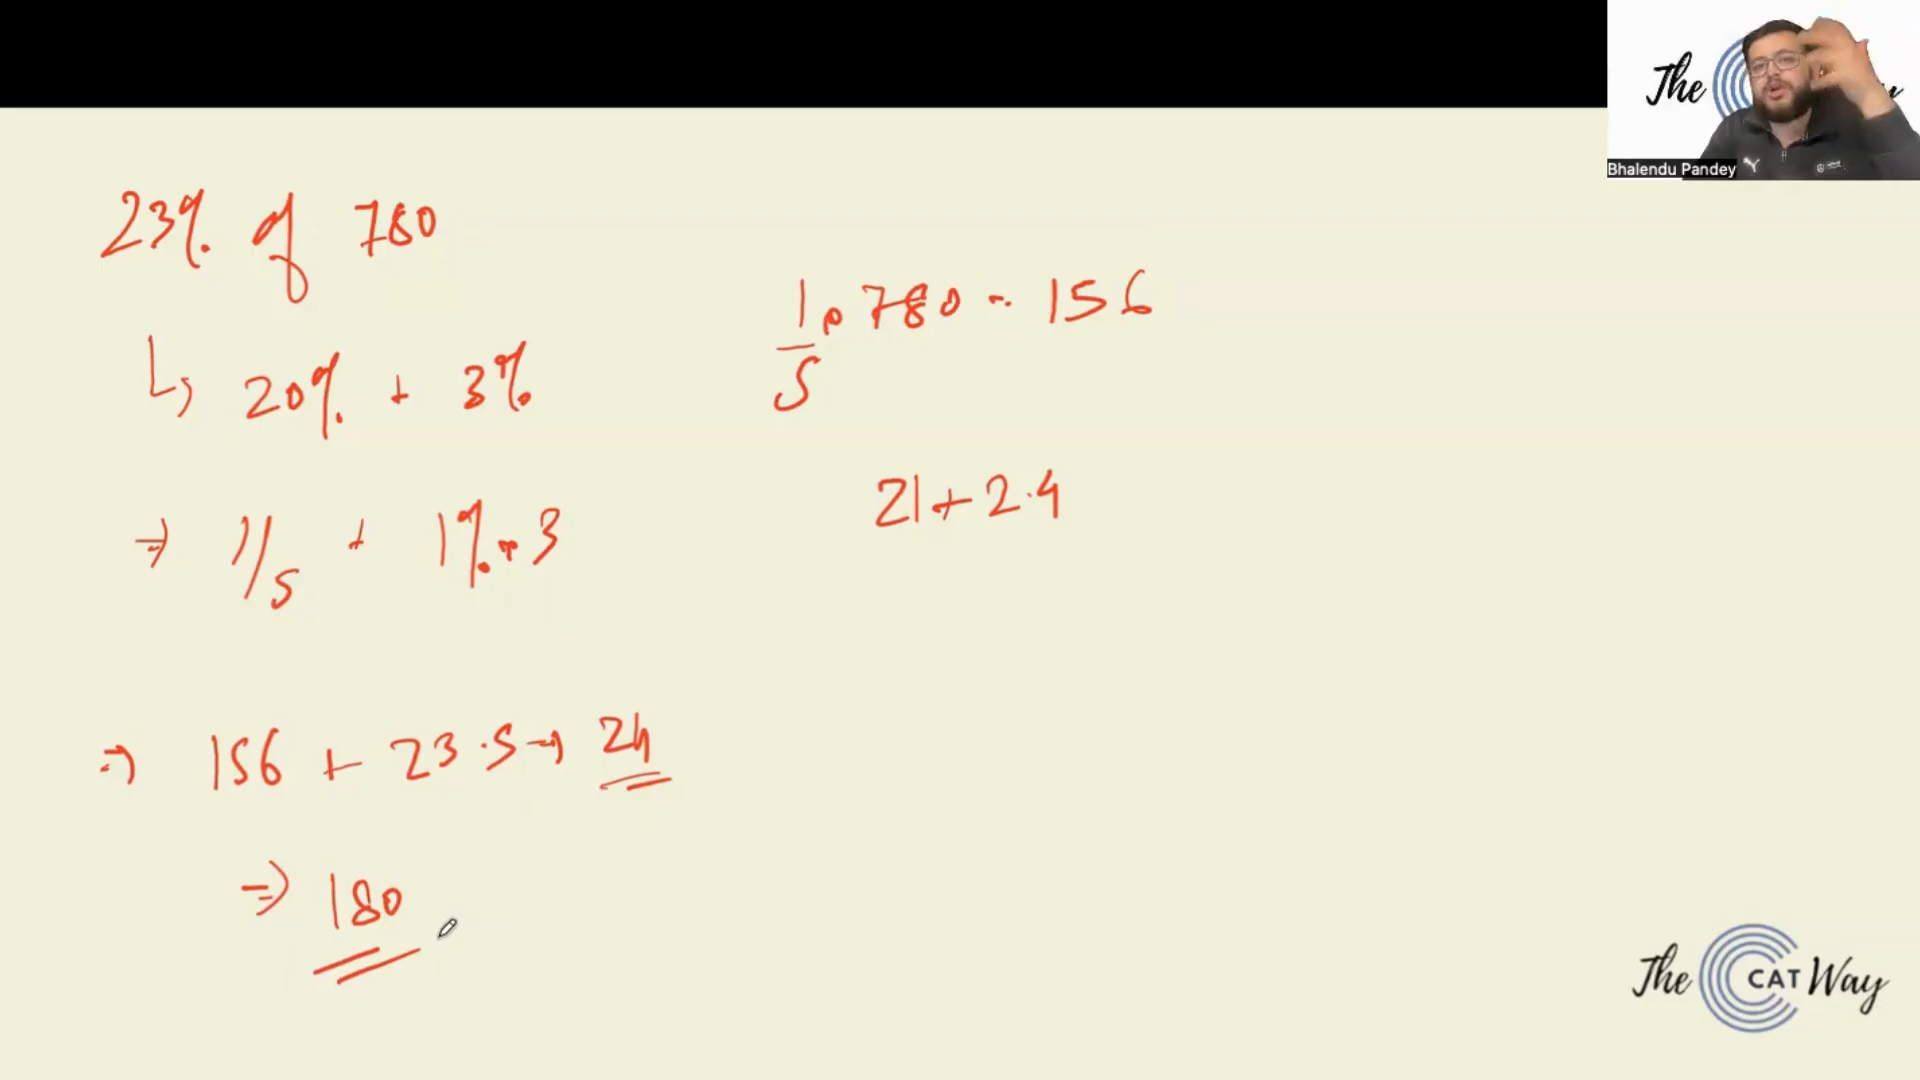 The y
Bhalendu Pandey
23% of 780
↳ 20% + 3%
⇒ 1/5 + 1% * 3
⇒ 156 + 23.5 → 24
⇒ 180
1/5 * 780 - 156
21 + 2.4
The CAT Way